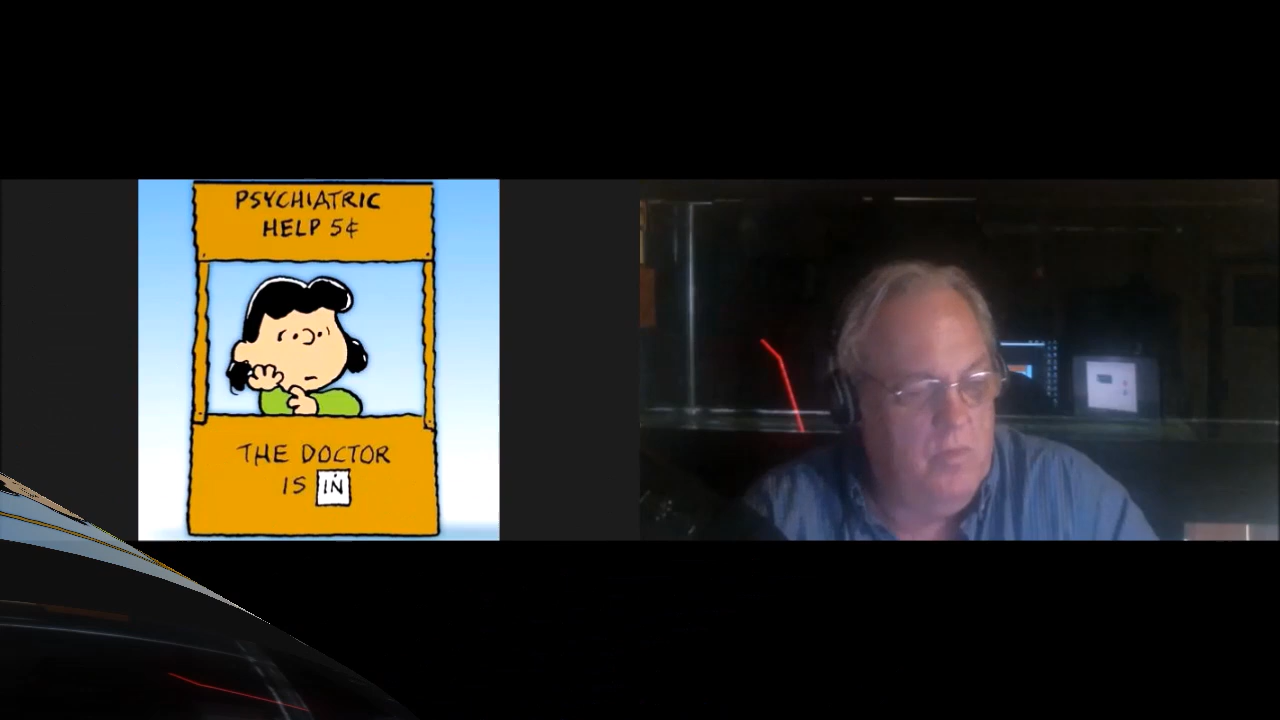 PSYCHIATRIC
HELP 5¢
THE DOCTOR
IS IN